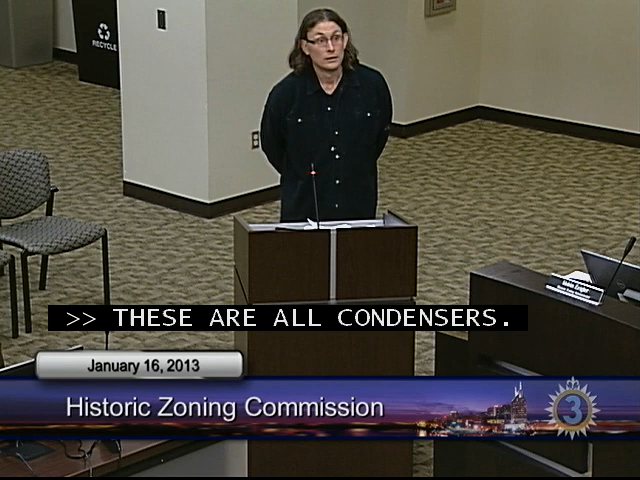 RECYCLE
>> THESE ARE ALL CONDENSERS.
January 16, 2013
Historic Zoning Commission
3